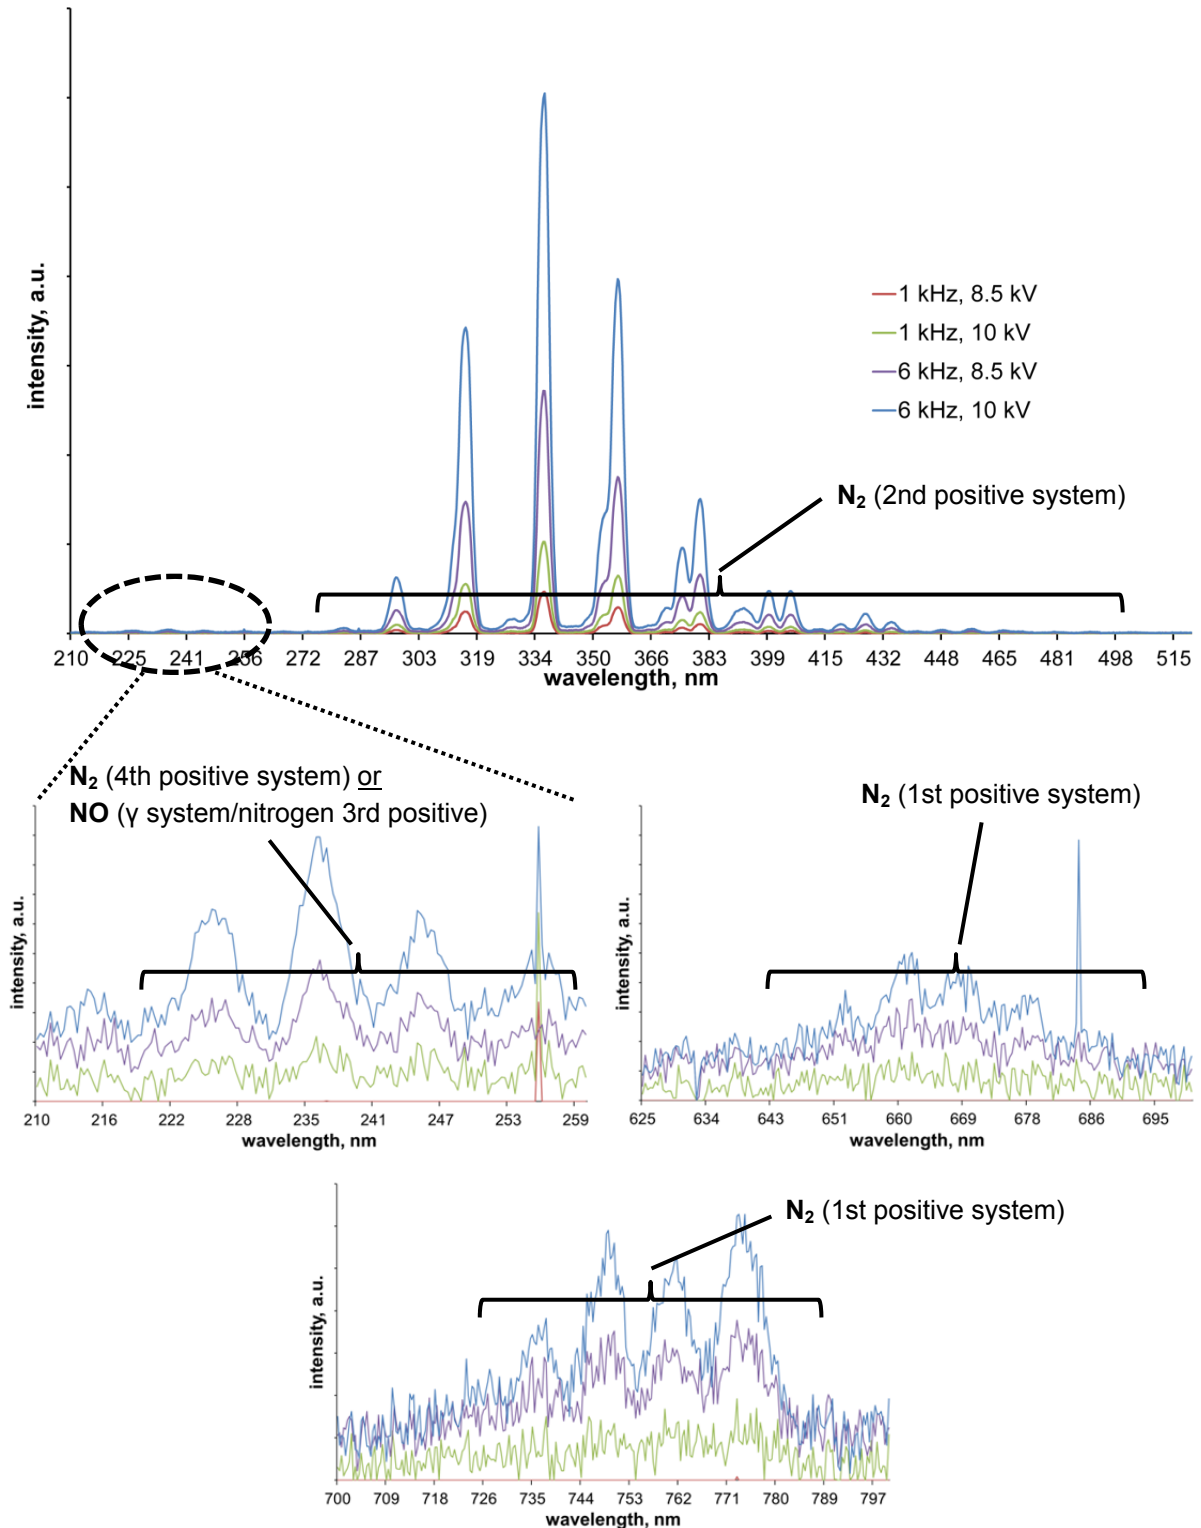 intensity, a.u.
1 kHz, 8.5 kV
1 kHz, 10 kV
6 kHz, 8.5 kV
6 kHz, 10 kV
N₂ (2nd positive system)
210 225 241 256 272 287 303 319 334 350 366 383 399 415 432 448 465 481 498 515
wavelength, nm
N₂ (4th positive system) or
NO (γ system/nitrogen 3rd positive)
intensity, a.u.
210 216 222 228 235 241 247 253 259
wavelength, nm
N₂ (1st positive system)
intensity, a.u.
625 634 643 651 660 669 678 686 695
wavelength, nm
N₂ (1st positive system)
intensity, a.u.
700 709 718 726 735 744 753 762 771 780 789 797
wavelength, nm